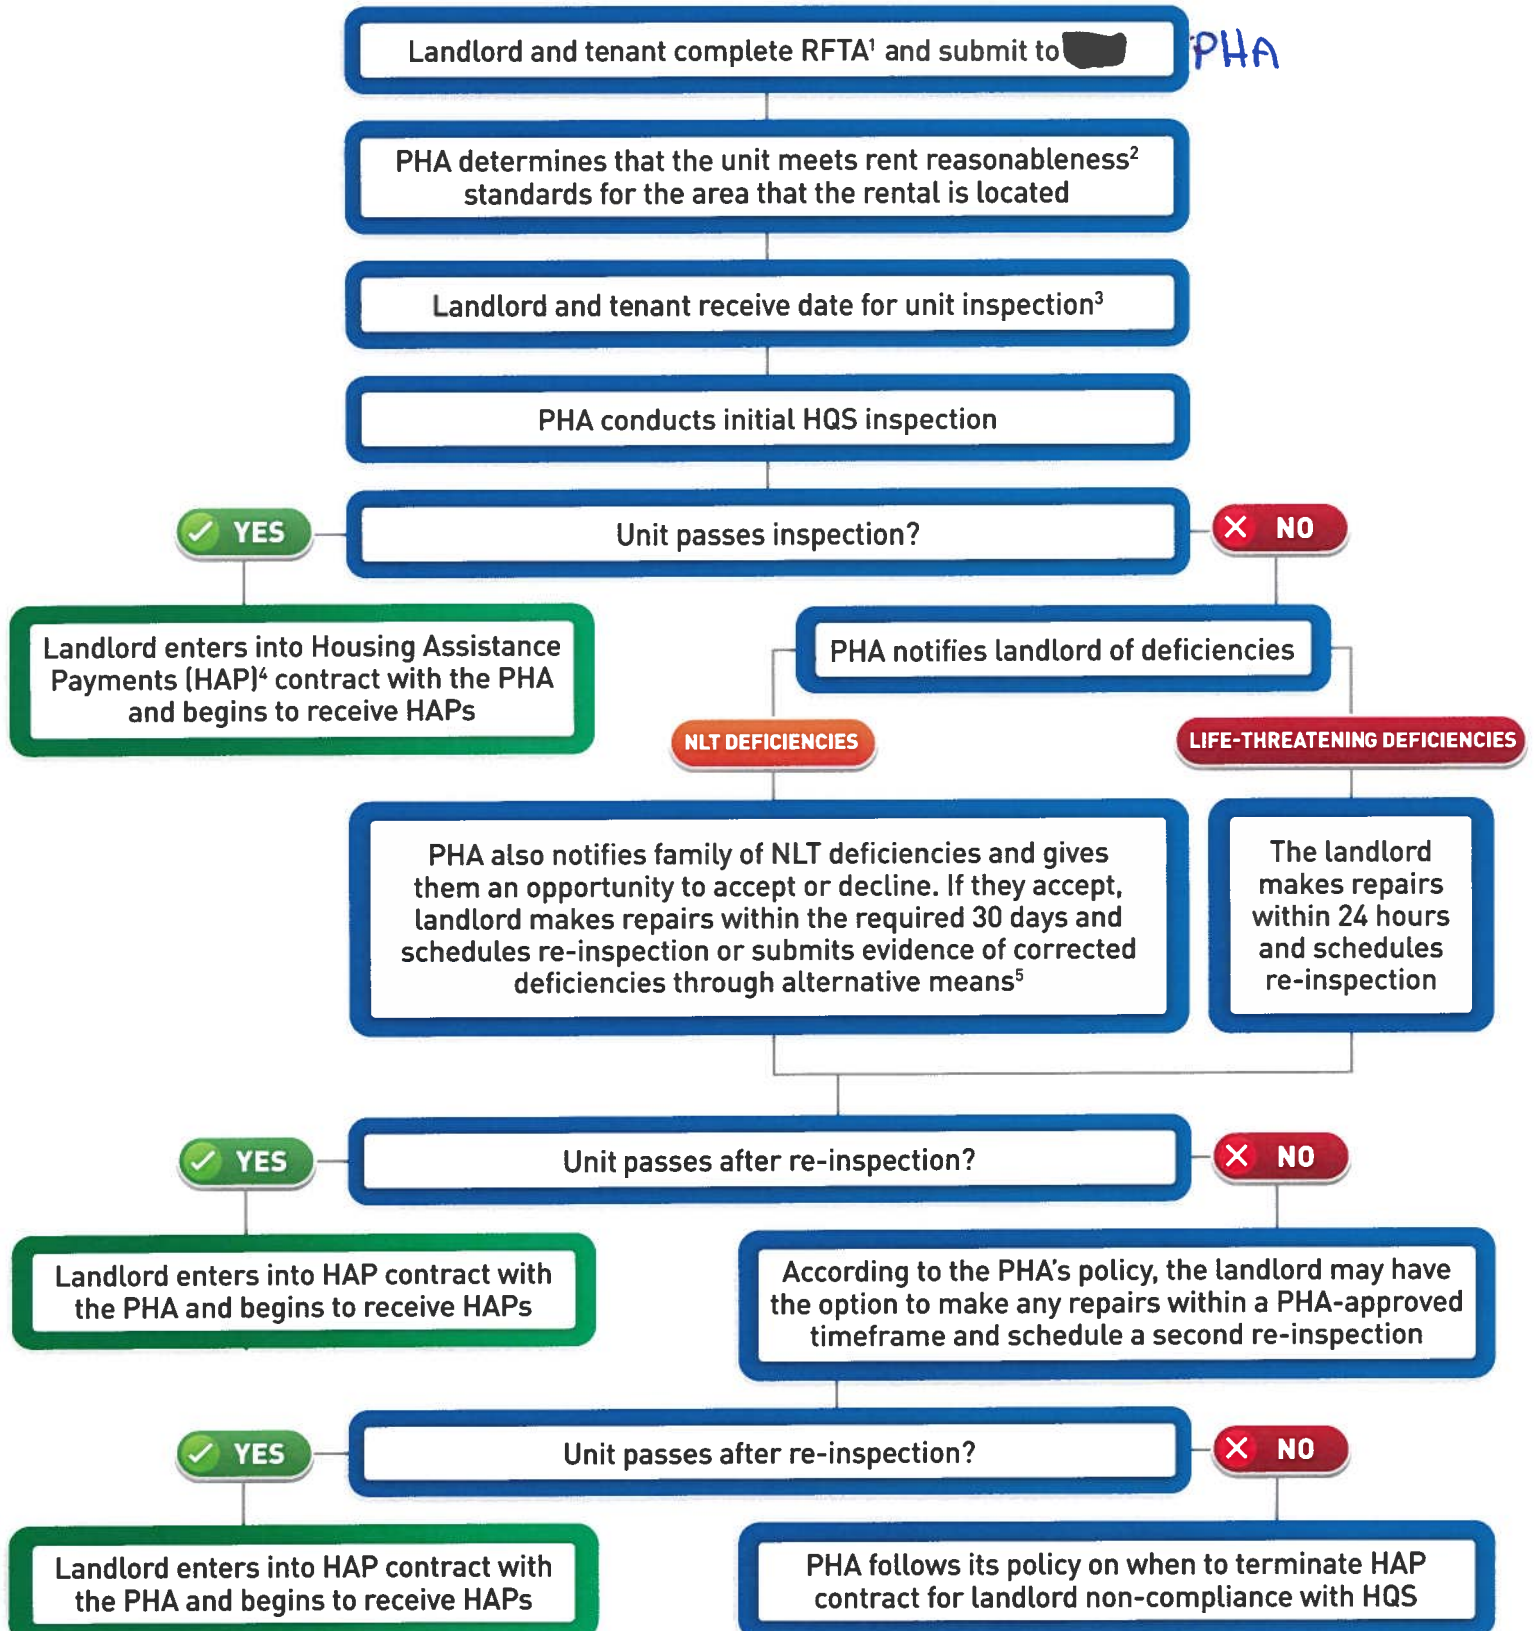 Landlord and tenant complete RFTA¹ and submit to PHA
PHA determines that the unit meets rent reasonableness²
standards for the area that the rental is located
Landlord and tenant receive date for unit inspection³
PHA conducts initial HQS inspection
YES
Unit passes inspection?
NO
Landlord enters into Housing Assistance
Payments (HAP)⁴ contract with the PHA
and begins to receive HAPs
PHA notifies landlord of deficiencies
NLT DEFICIENCIES
LIFE-THREATENING DEFICIENCIES
PHA also notifies family of NLT deficiencies and gives
them an opportunity to accept or decline. If they accept,
landlord makes repairs within the required 30 days and
schedules re-inspection or submits evidence of corrected
deficiencies through alternative means⁵
The landlord
makes repairs
within 24 hours
and schedules
re-inspection
YES
Unit passes after re-inspection?
NO
Landlord enters into HAP contract with
the PHA and begins to receive HAPs
According to the PHA's policy, the landlord may have
the option to make any repairs within a PHA-approved
timeframe and schedule a second re-inspection
YES
Unit passes after re-inspection?
NO
Landlord enters into HAP contract with
the PHA and begins to receive HAPs
PHA follows its policy on when to terminate HAP
contract for landlord non-compliance with HQS